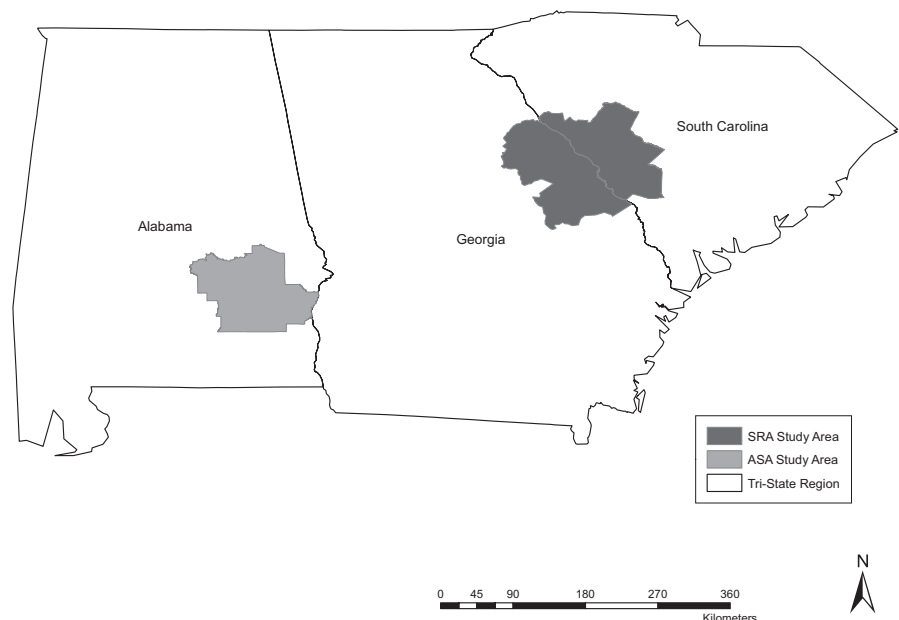 South Carolina
Alabama
Georgia
SRA Study Area
ASA Study Area
Tri-State Region
N
0 45 90 180 270 360
Kilometers